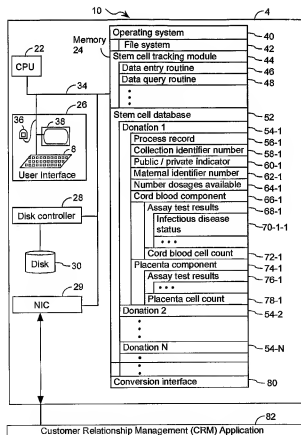 10
4
22
CPU
Memory
24
34
26
36
38
8
User interface
28
Disk controller
Disk
30
29
NIC
Operating system
40
File system
42
Stem cell tracking module
44
Data entry routine
46
Data query routine
48
Stem cell database
52
Donation 1
54-1
Process record
56-1
Collection identifier number
58-1
Public / private indicator
60-1
Maternal identifier number
62-1
Number dosages available
64-1
Cord blood component
66-1
Assay test results
68-1
Infectious disease
status
70-1-1
Cord blood cell count
72-1
Placenta component
74-1
Assay test results
76-1
Placenta cell count
78-1
Donation 2
54-2
Donation N
54-N
Conversion interface
80
82
Customer Relationship Management (CRM) Application